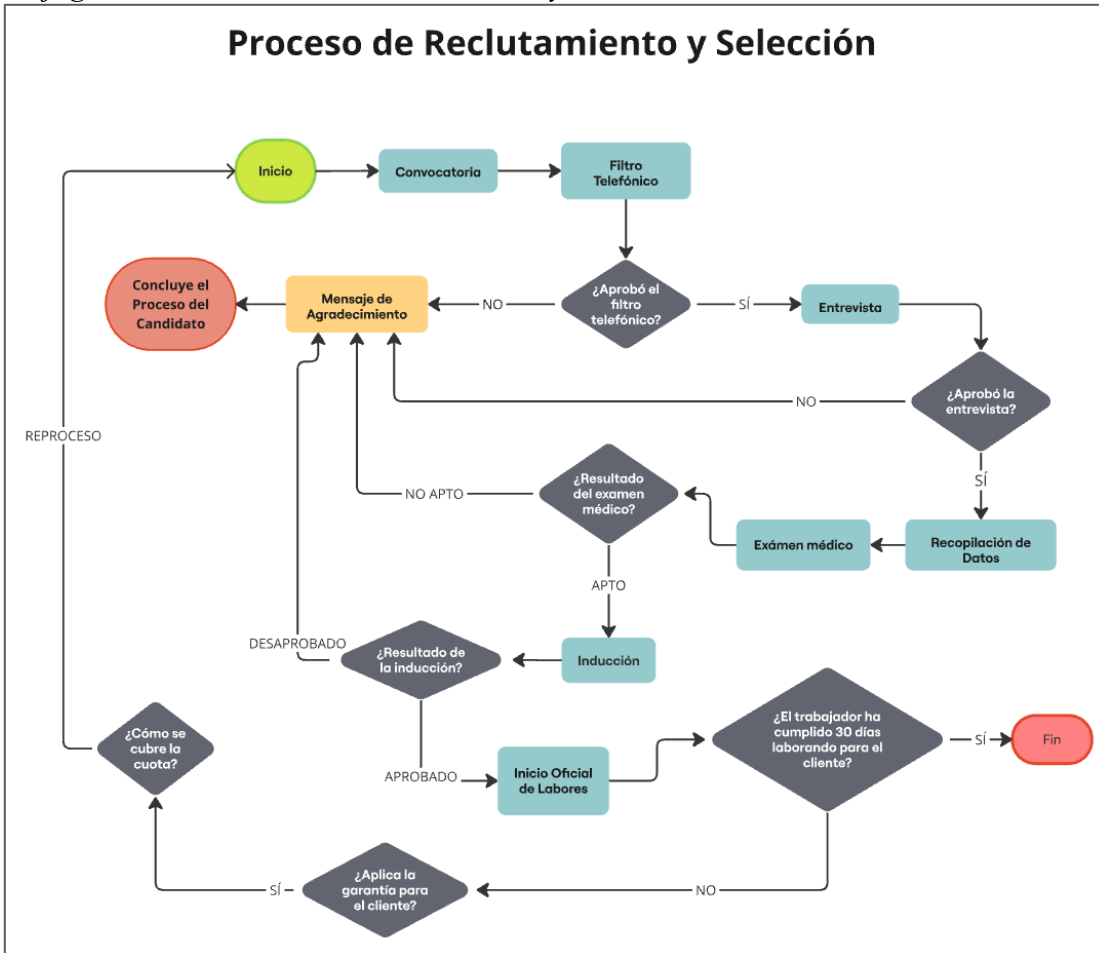 Proceso de Reclutamiento y Selección
Inicio
Convocatoria
Filtro
Telefónico
¿Aprobó el
filtro
telefónico?
NO
SÍ
Mensaje de
Agradecimiento
Concluye el
Proceso del
Candidato
Entrevista
¿Aprobó la
entrevista?
NO
SÍ
REPROCESO
¿Resultado
del examen
médico?
NO APTO
Exámen médico
Recopilación de
Datos
APTO
DESAPROBADO
¿Resultado de
la inducción?
Inducción
¿Cómo se
cubre la
cuota?
APROBADO
Inicio Oficial
de Labores
¿El trabajador ha
cumplido 30 días
laborando para el
cliente?
SÍ
Fin
¿Aplica la
garantía para
el cliente?
SÍ
NO